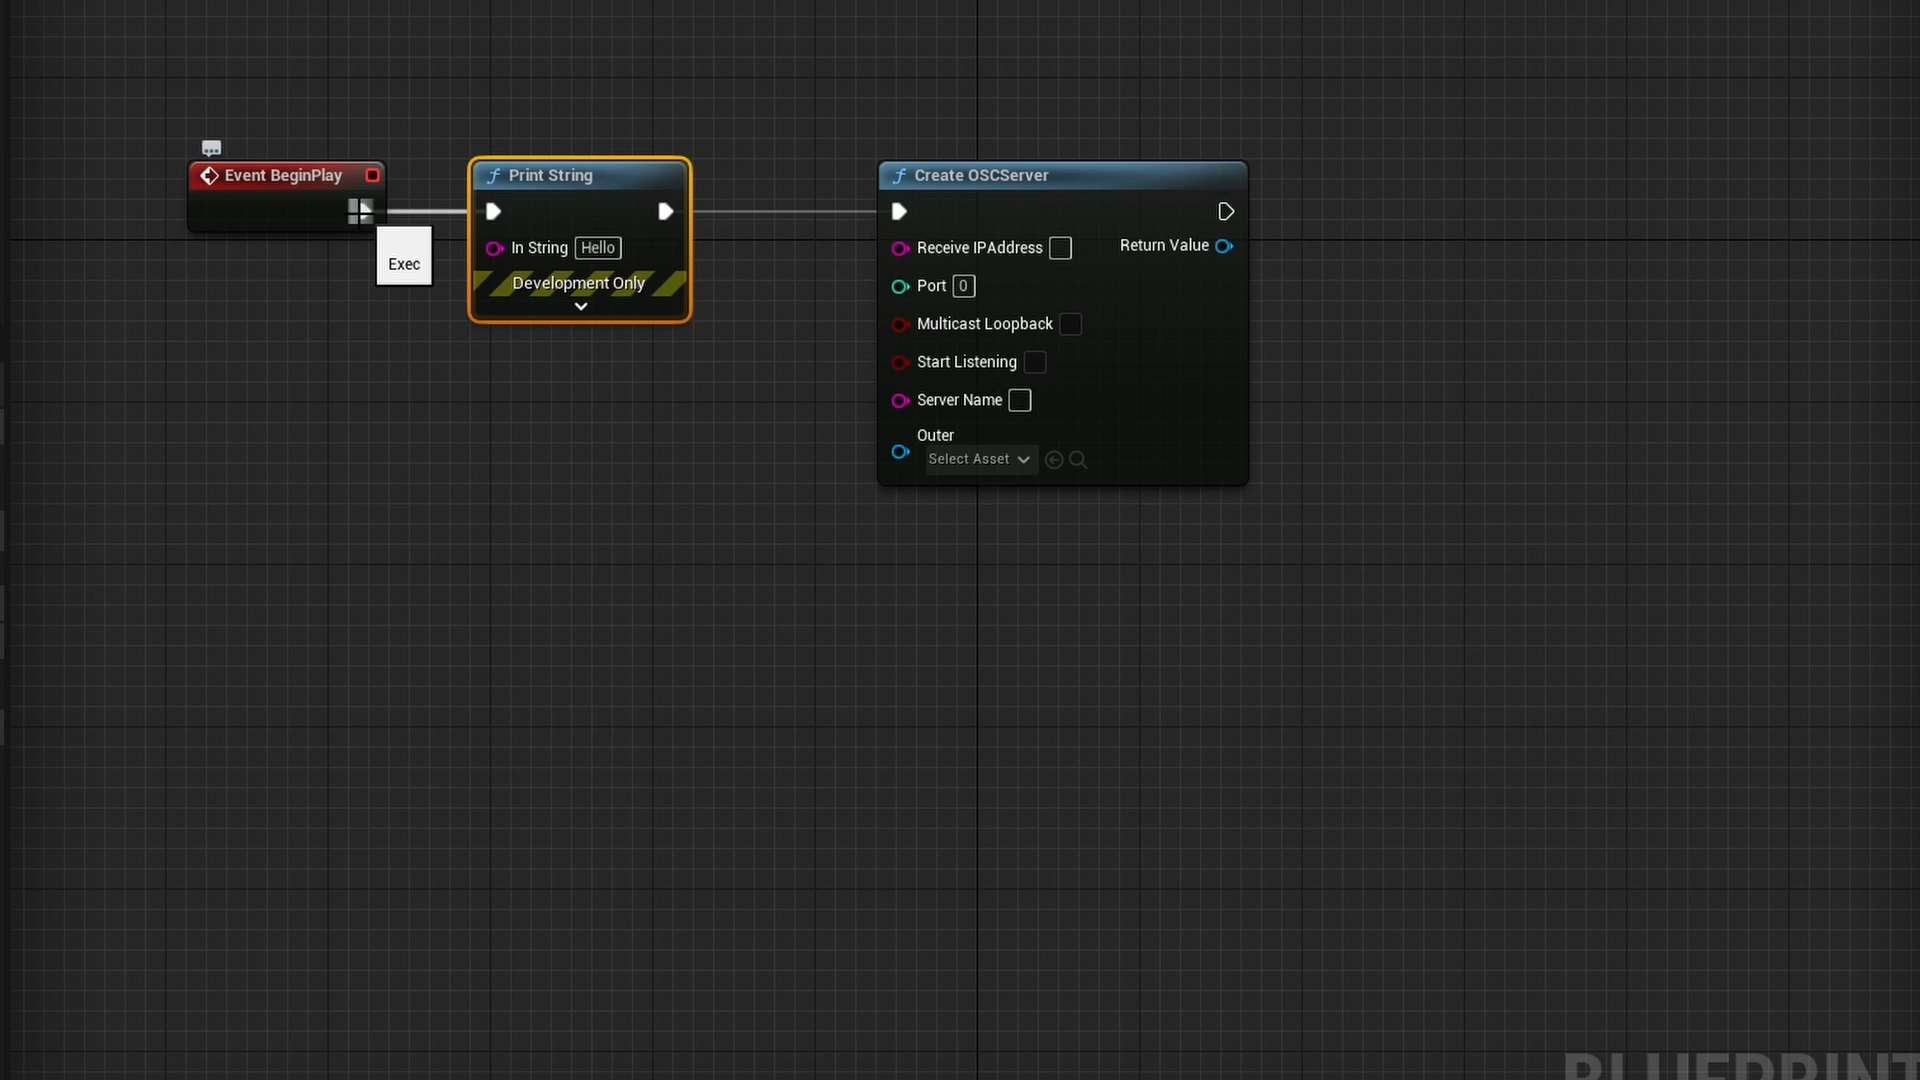 Event BeginPlay
Exec
Print String
In String Hello
Development Only
Create OSCServer
Receive IPAddress
Return Value
Port 0
Multicast Loopback
Start Listening
Server Name
Outer
Select Asset
BLUEPRINT